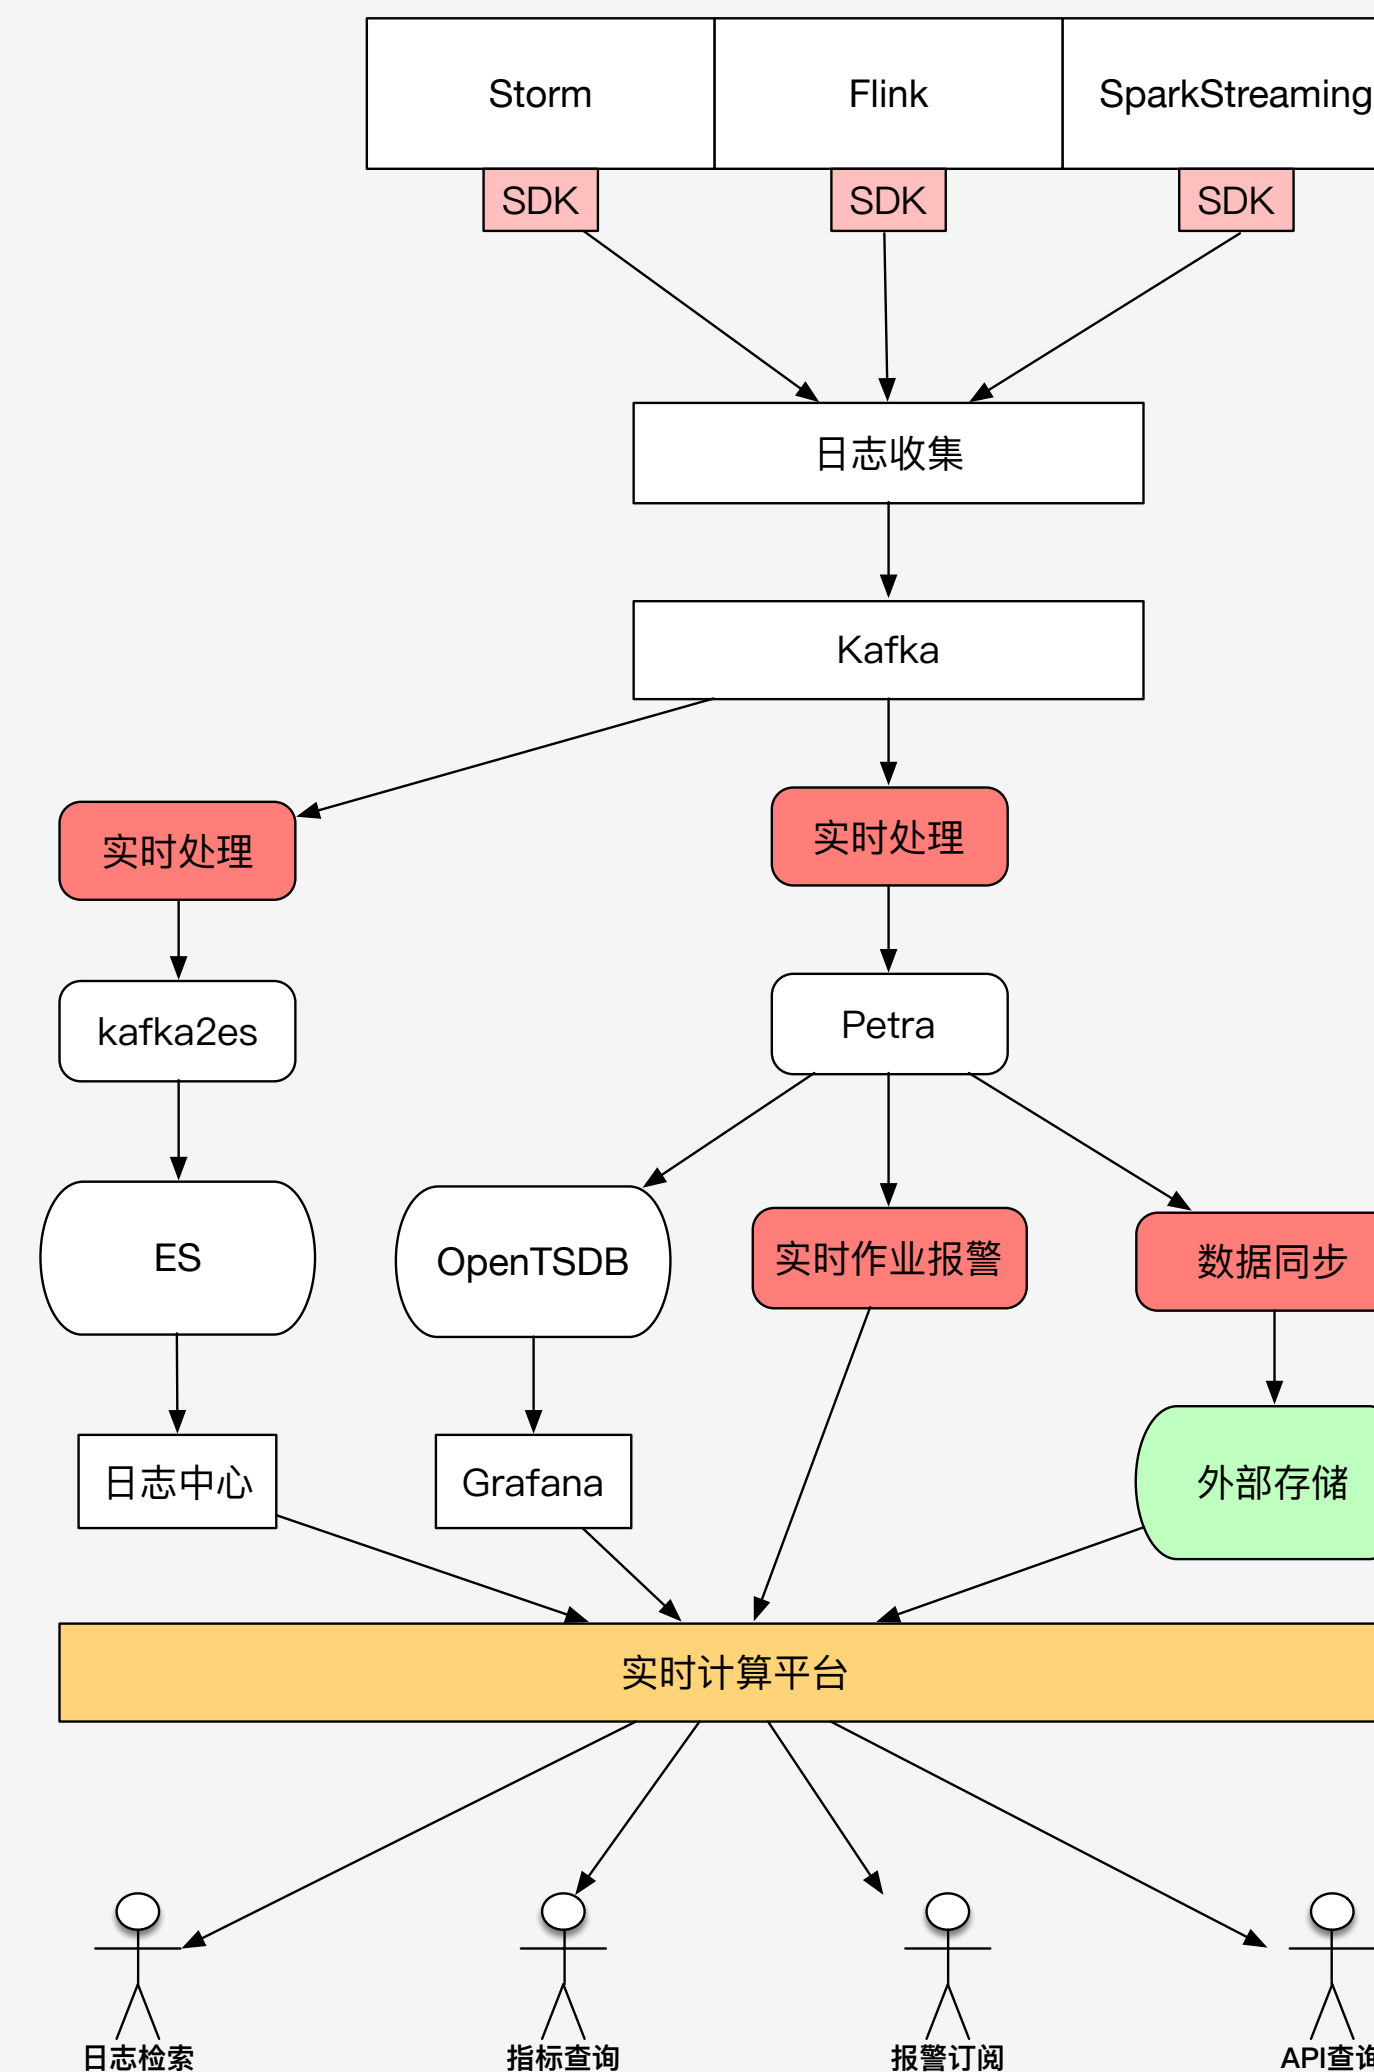 Storm
Flink
SparkStreaming
SDK
SDK
SDK
日志收集
Kafka
实时处理
实时处理
kafka2es
Petra
ES
OpenTSDB
实时作业报警
数据同步
日志中心
Grafana
外部存储
实时计算平台
日志检索
指标查询
报警订阅
API查询